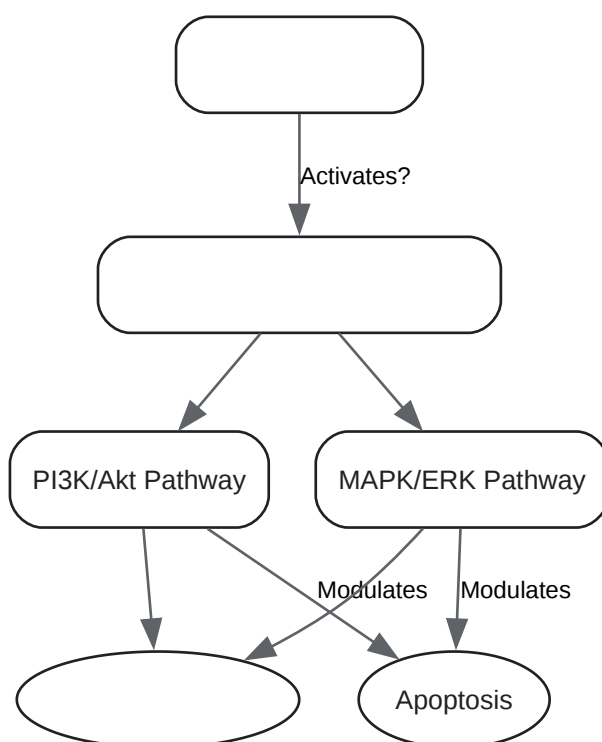 Activates?
PI3K/Akt Pathway
MAPK/ERK Pathway
Modulates
Modulates
Apoptosis